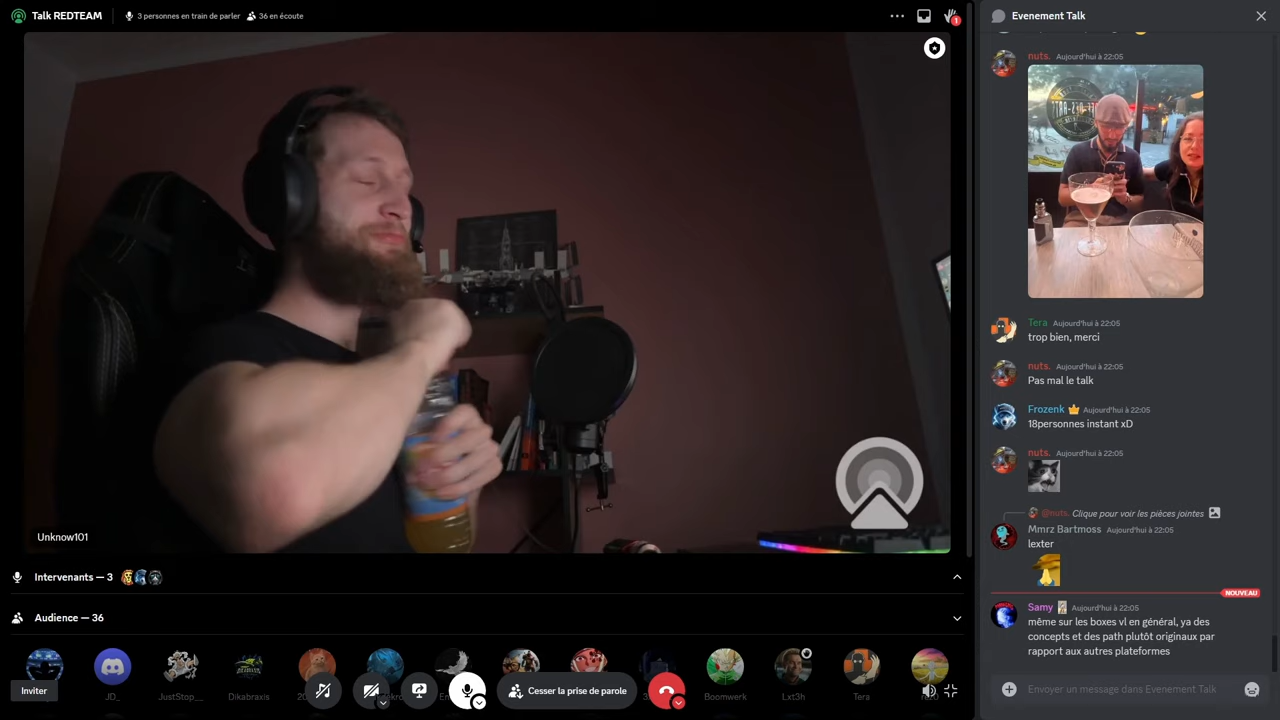 Talk REDTEAM
3 personnes en train de parler
36 en écoute
1
Evenement Talk
nuts. Aujourd'hui à 22:05
Tera Aujourd'hui à 22:05
trop bien, merci
nuts. Aujourd'hui à 22:05
Pas mal le talk
Frozenk Aujourd'hui à 22:05
18personnes instant xD
nuts. Aujourd'hui à 22:05
@nuts. Clique pour voir les pièces jointes
Mmrz Bartmoss Aujourd'hui à 22:05
lexter
NOUVEAU
Samy Aujourd'hui à 22:05
même sur les boxes vl en général, ya des
concepts et des path plutôt originaux par
rapport aux autres plateformes
Envoyer un message dans Evenement Talk
Unknow101
Intervenants — 3
Audience — 36
Inviter
Cesser la prise de parole
JD_
JustStop__
Dikabraxis
Boomwerk
Lxt3h
Tera